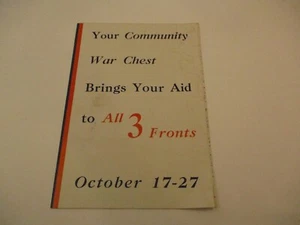 Your Community
War Chest
Brings Your Aid
to All 3 Fronts
October 17-27